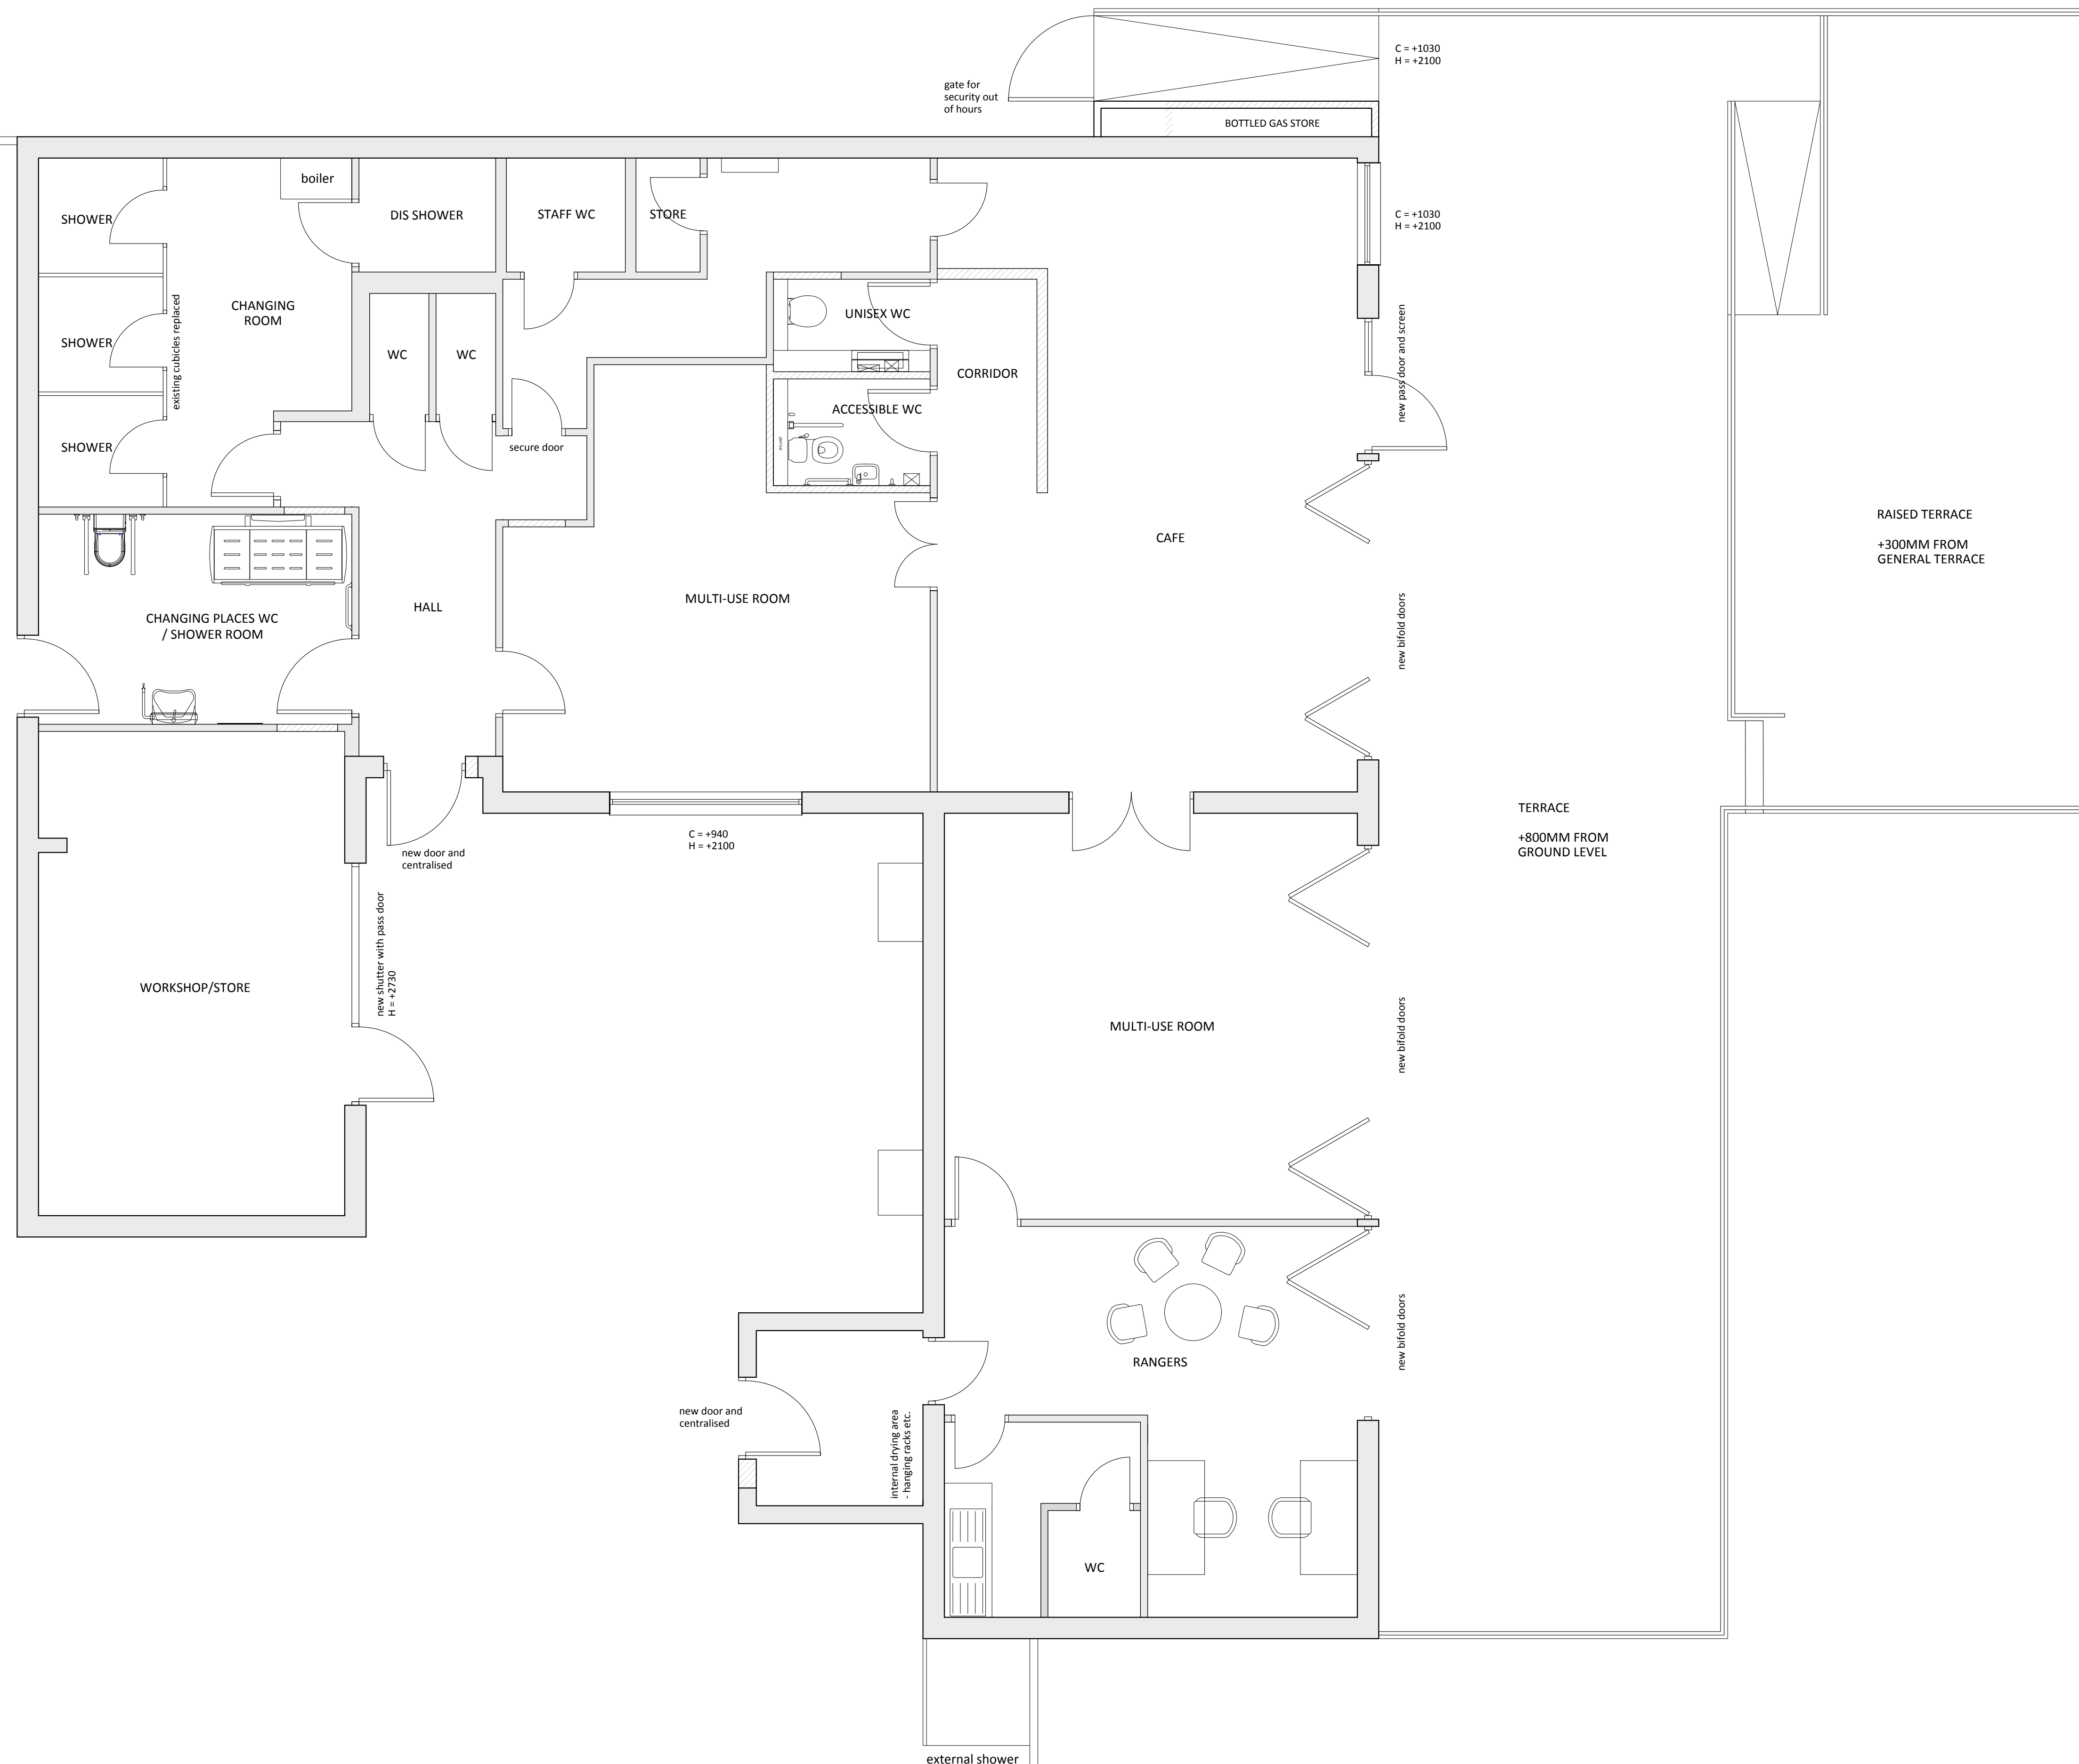 C = +1030
H = +2100
gate for
security out
of hours
BOTTLED GAS STORE
boiler
SHOWER
DIS SHOWER
STAFF WC
STORE
C = +1030
H = +2100
CHANGING
ROOM
existing cubicles replaced
UNISEX WC
SHOWER
WC
WC
CORRIDOR
new pass door and screen
ACCESSIBLE WC
SHOWER
secure door
RAISED TERRACE
+300MM FROM
GENERAL TERRACE
CAFE
HALL
MULTI-USE ROOM
CHANGING PLACES WC
/ SHOWER ROOM
new bifold doors
TERRACE
+800MM FROM
GROUND LEVEL
C = +940
H = +2100
new door and
centralised
new shutter with pass door
H = +2730
WORKSHOP/STORE
MULTI-USE ROOM
new bifold doors
RANGERS
new bifold doors
new door and
centralised
internal drying area
- hanging racks etc.
WC
external shower